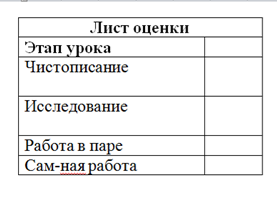 Лист оценки
Этап урока
Чистописание
Исследование
Работа в паре
Сам-ная работа